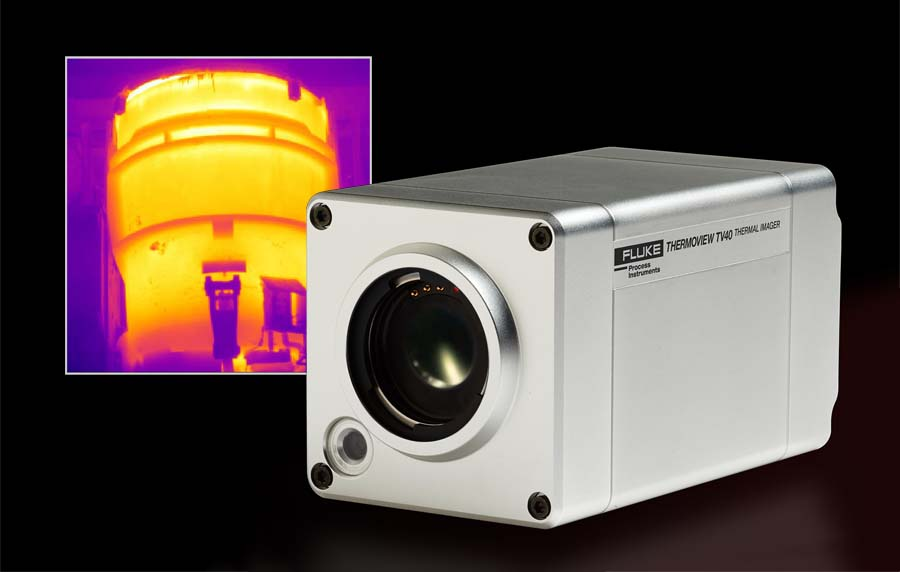 FLUKE THERMOVIEW TV40 THERMAL IMAGER
Process
Instruments